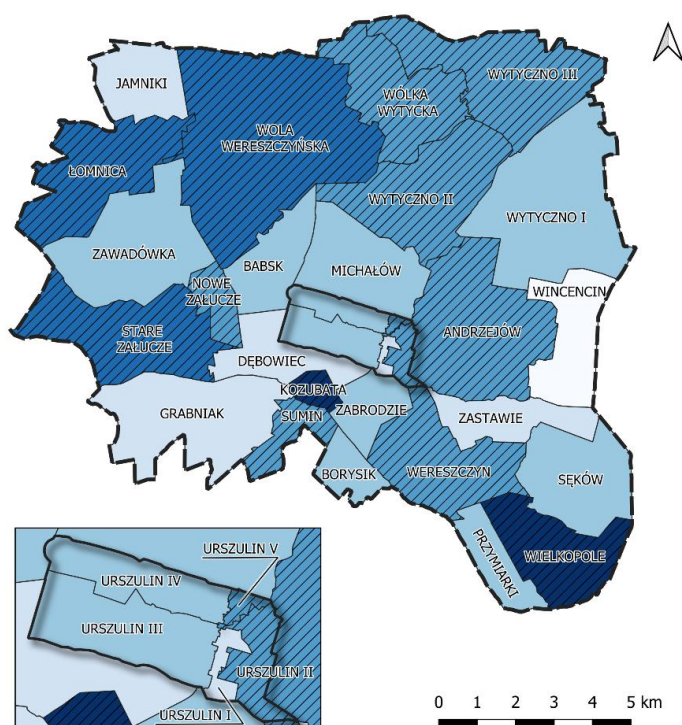 JAMNIKI
WYTYCZNO III
WÓLKA
WYTYCKA
WOLA
WERESZCZYŃSKA
ŁOMNICA
WYTYCZNO II
WYTYCZNO I
ZAWADÓWKA
BABSK
MICHAŁÓW
NOWE
ZAŁUCZE
WINCENCIN
STARE
ZAŁUCZE
ANDRZEJÓW
DĘBOWIEC
KOZUBATA
GRABNIAK
SUMIN
ZABRODZIE
ZASTAWIE
BORYSIK
WERESZCZYN
SĘKÓW
PRZYMIARKI
WIELKOPOLE
URSZULIN V
URSZULIN IV
URSZULIN III
URSZULIN II
URSZULIN I
0 1 2 3 4 5 km